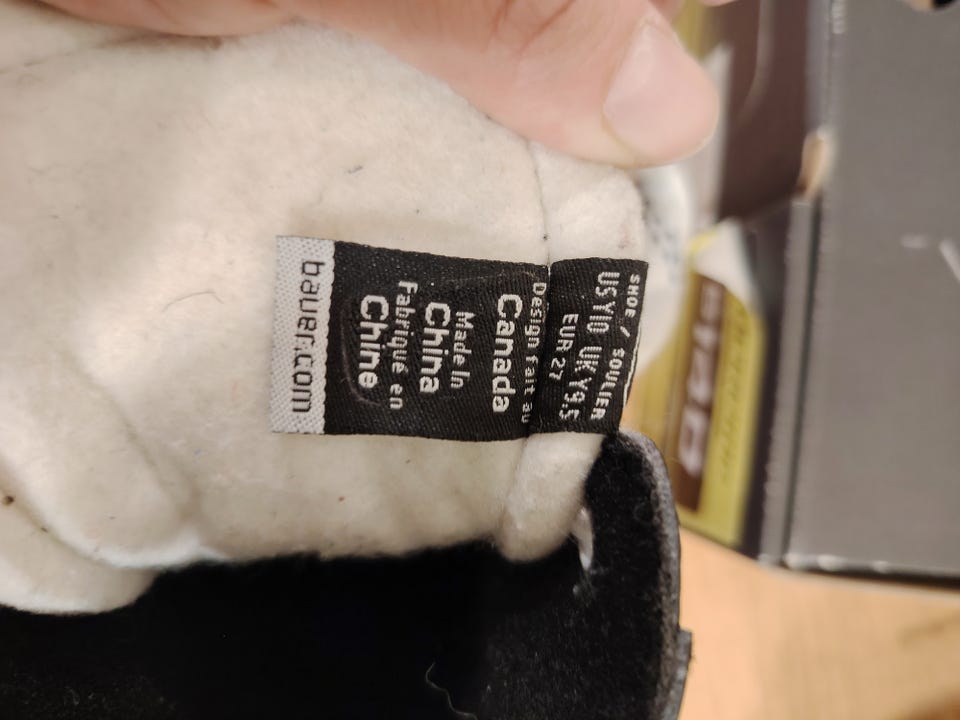 SHOE / SOULIER
US Y10 UK Y9.5
EUR 27
Design fait au
Canada
Made In
China
Fabriqué en
Chine
bauer.com